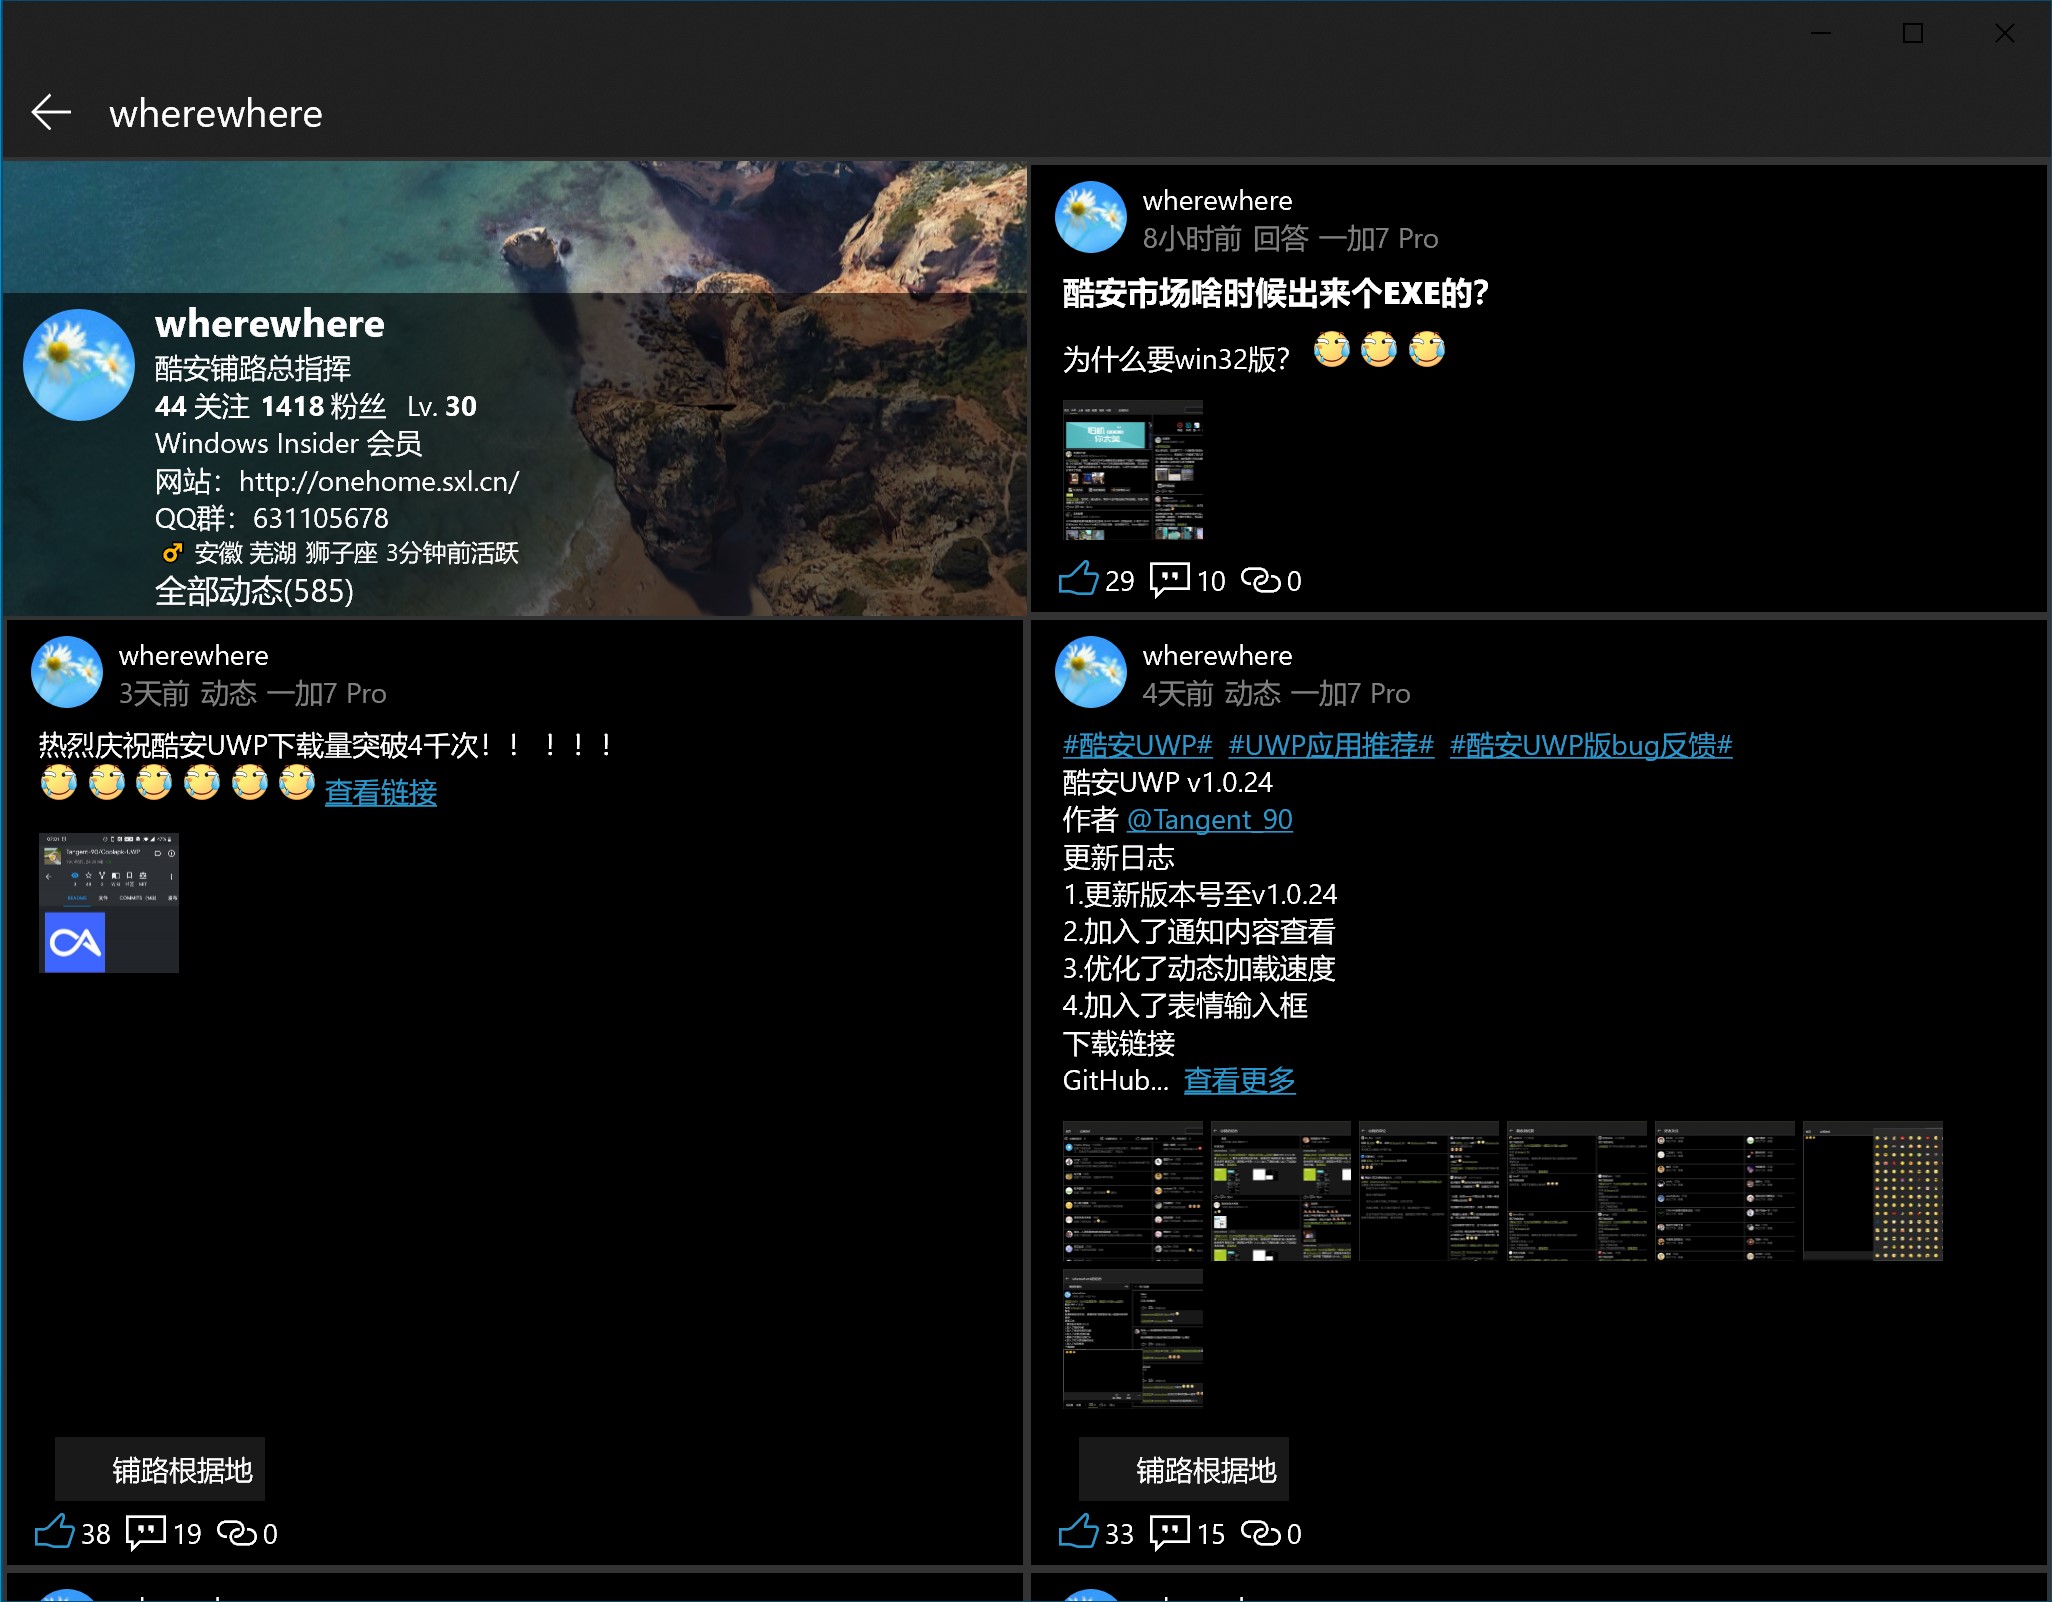 wherewhere
wherewhere
酷安铺路总指挥
44 关注 1418 粉丝 Lv. 30
Windows Insider 会员
网站：http://onehome.sxl.cn/
QQ群：631105678
安徽 芜湖 狮子座 3分钟前活跃
全部动态(585)
wherewhere
8小时前 回答 一加7 Pro
酷安市场啥时候出来个EXE的？
为什么要win32版？
29 10 0
wherewhere
3天前 动态 一加7 Pro
热烈庆祝酷安UWP下载量突破4千次！！ ！！！
查看链接
Tangent-90/Coolapk-UWP
铺路根据地
38 19 0
wherewhere
4天前 动态 一加7 Pro
#酷安UWP# #UWP应用推荐# #酷安UWP版bug反馈#
酷安UWP v1.0.24
作者 @Tangent_90
更新日志
1.更新版本号至v1.0.24
2.加入了通知内容查看
3.优化了动态加载速度
4.加入了表情输入框
下载链接
GitHub... 查看更多
铺路根据地
33 15 0